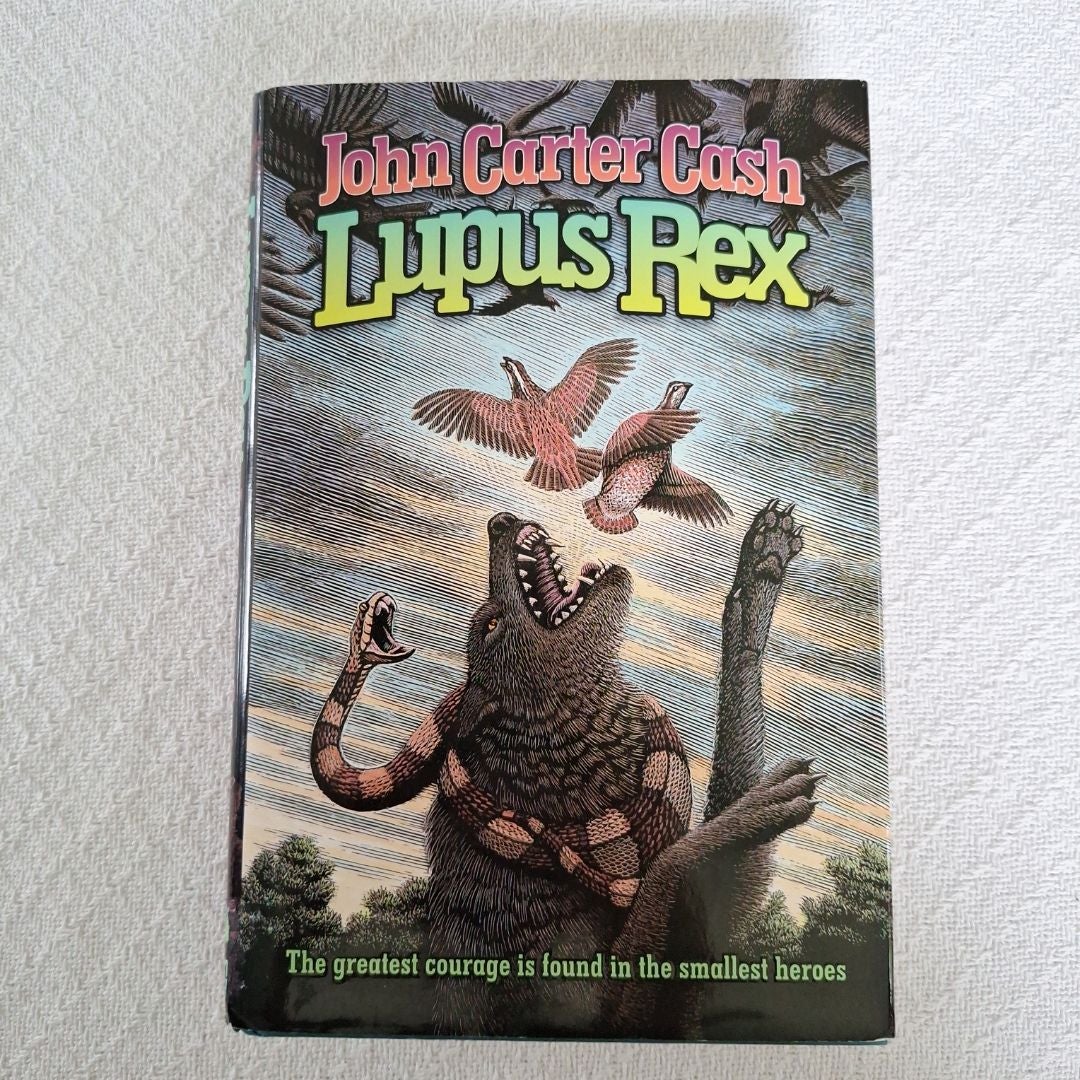 John Carter Cash
Lupus Rex
The greatest courage is found in the smallest heroes